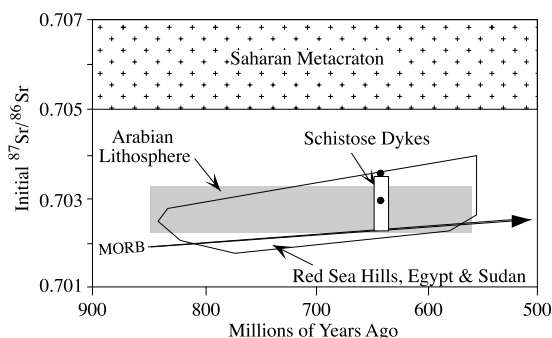 0.707
Saharan Metacraton
0.705
Initial ⁸⁷Sr/⁸⁶Sr
Arabian
Lithosphere
Schistose Dykes
0.703
MORB
Red Sea Hills, Egypt & Sudan
0.701
900
800
700
600
500
Millions of Years Ago